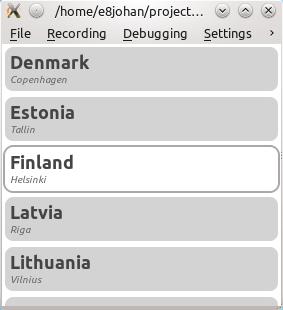 /home/e8johan/project...
File Recording Debugging Settings
Denmark
Copenhagen
Estonia
Tallin
Finland
Helsinki
Latvia
Riga
Lithuania
Vilnius